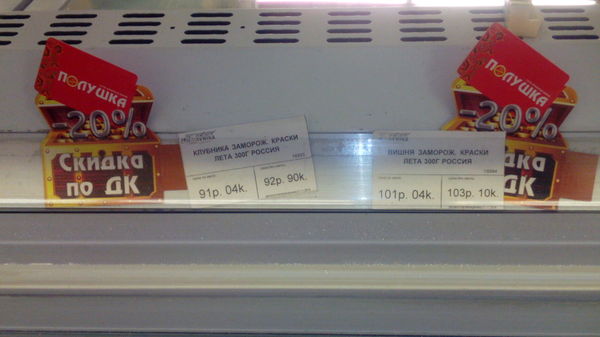 ПОЛУШКА
-20%
Скидка
по ДК
КЛУБНИКА ЗАМОРОЖ. КРАСКИ
ЛЕТА 300Г РОССИЯ
91р. 04к.
92р. 90к.
ВИШНЯ ЗАМОРОЖ. КРАСКИ
ЛЕТА 300Г РОССИЯ
101р. 04к.
103р. 10к.
ПОЛУШКА
-20%
ДК